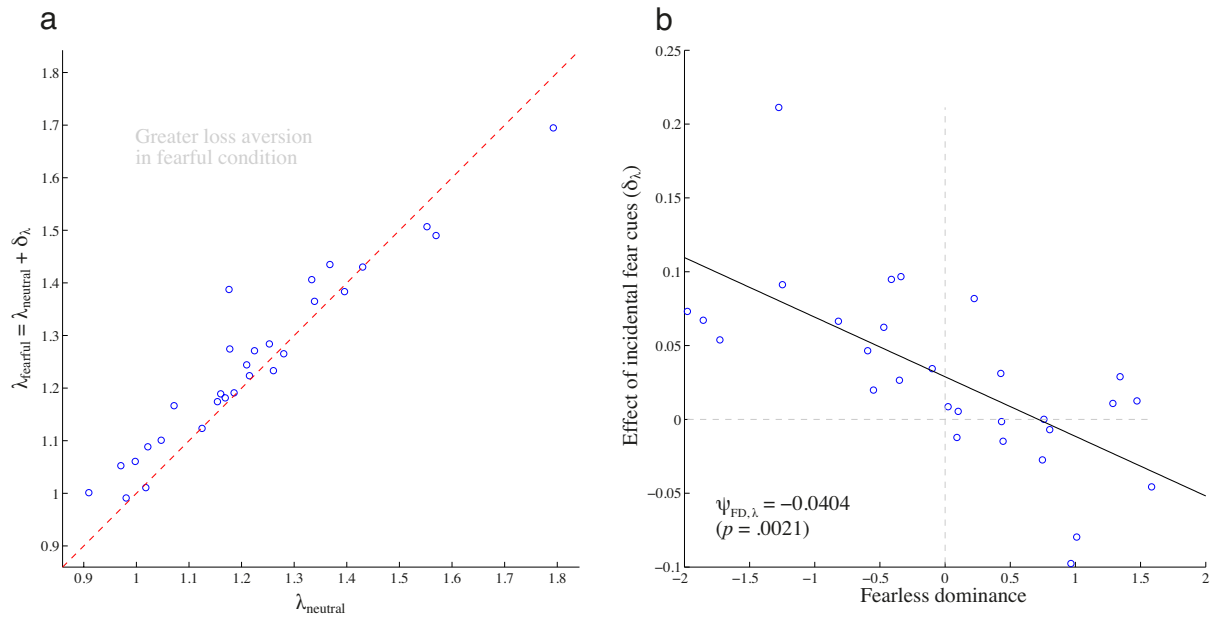 a
1.8
1.7
1.6
1.5
1.4
1.3
1.2
1.1
1
0.9
λfearful = λneutral + δλ
Greater loss aversion
in fearful condition
0.9 1 1.1 1.2 1.3 1.4 1.5 1.6 1.7 1.8
λneutral
b
0.25
0.2
0.15
0.1
0.05
0
−0.05
−0.1
Effect of incidental fear cues (δλ)
ψFD,λ = −0.0404
(p = .0021)
−2 −1.5 −1 −0.5 0 0.5 1 1.5 2
Fearless dominance